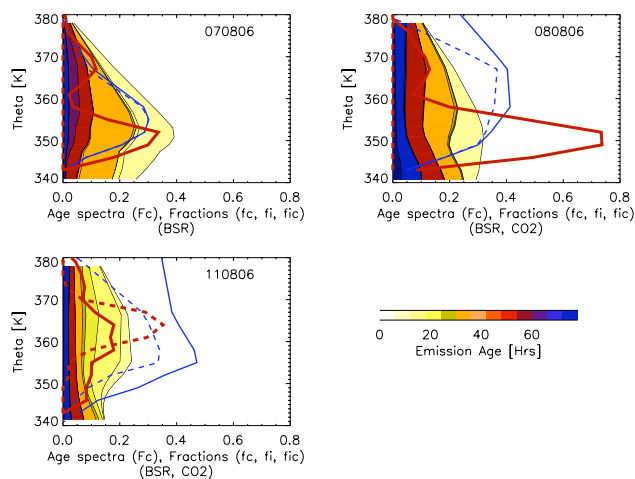 070806
380
370
360
350
340
Theta [K]
0.0 0.2 0.4 0.6 0.8
Age spectra (Fc), Fractions (fc, fi, fic)
(BSR)
080806
380
370
360
350
340
Theta [K]
0.0 0.2 0.4 0.6 0.8
Age spectra (Fc), Fractions (fc, fi, fic)
(BSR, CO2)
110806
380
370
360
350
340
Theta [K]
0.0 0.2 0.4 0.6 0.8
Age spectra (Fc), Fractions (fc, fi, fic)
(BSR, CO2)
0 20 40 60
Emission Age [Hrs]